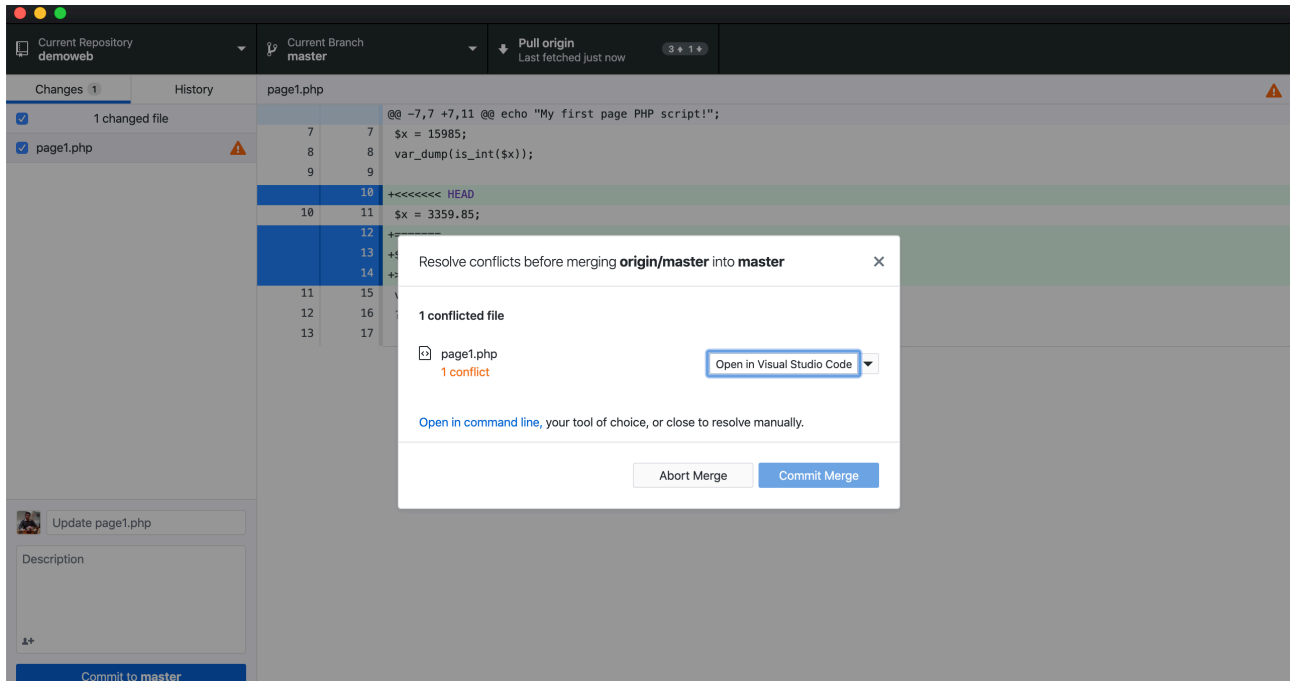 Current Repository
demoweb
Current Branch
master
Pull origin
Last fetched just now
3 1
Changes 1
History
page1.php
1 changed file
page1.php
@@ -7,7 +7,11 @@ echo "My first page PHP script!";
7 7 $x = 15985;
8 8 var_dump(is_int($x));
9 9
10 +<<<<<<< HEAD
10 11 $x = 3359.85;
12 +=======
13 +$
14 +>
11 15
12 16
13 17
Resolve conflicts before merging origin/master into master
1 conflicted file
page1.php
1 conflict
Open in Visual Studio Code
Open in command line, your tool of choice, or close to resolve manually.
Abort Merge
Commit Merge
Update page1.php
Description
Commit to master